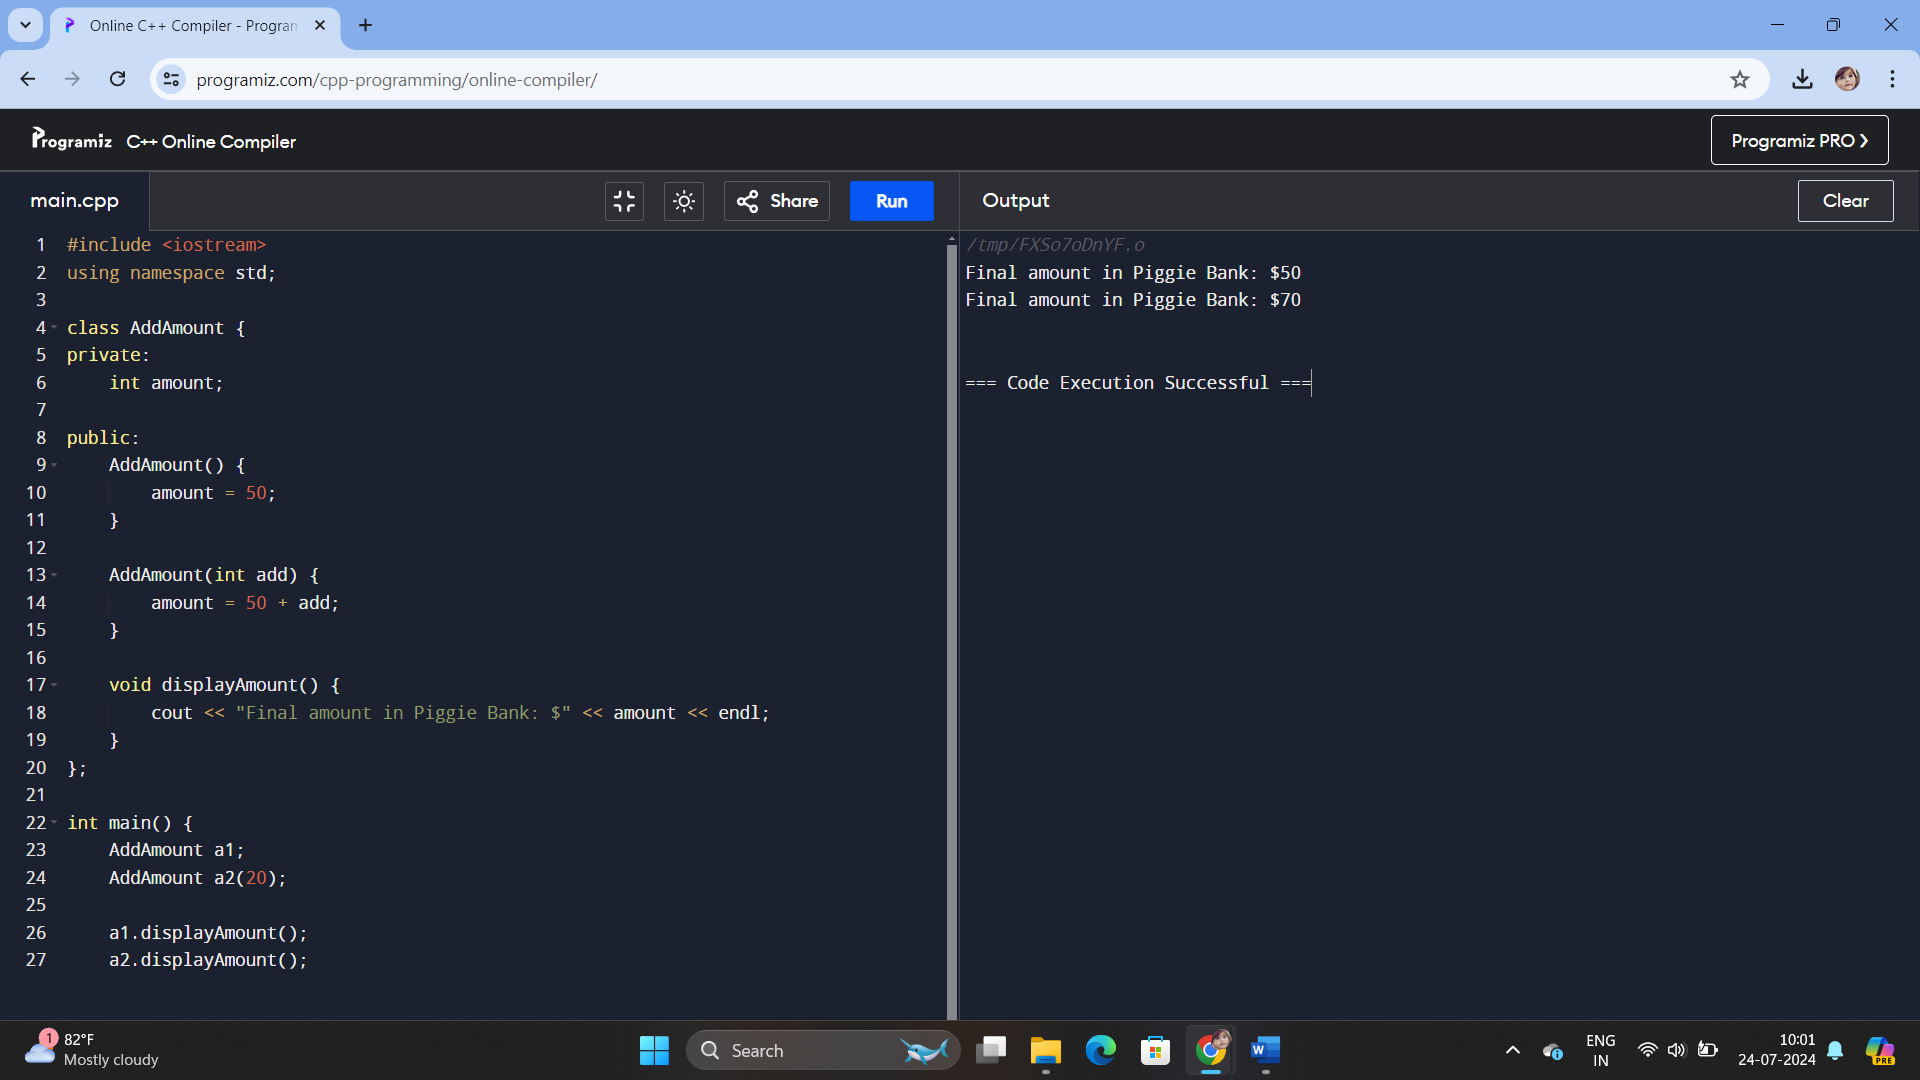 Online C++ Compiler - Program
programiz.com/cpp-programming/online-compiler/
Programiz C++ Online Compiler
Programiz PRO
main.cpp
Share
Run
Output
Clear
1 #include <iostream>
2 using namespace std;
3
4 class AddAmount {
5 private:
6     int amount;
7
8 public:
9     AddAmount() {
10         amount = 50;
11     }
12
13     AddAmount(int add) {
14         amount = 50 + add;
15     }
16
17     void displayAmount() {
18         cout << "Final amount in Piggie Bank: $" << amount << endl;
19     }
20 };
21
22 int main() {
23     AddAmount a1;
24     AddAmount a2(20);
25
26     a1.displayAmount();
27     a2.displayAmount();
/tmp/FXSo7oDnYF.o
Final amount in Piggie Bank: $50
Final amount in Piggie Bank: $70
=== Code Execution Successful ===
1
82°F
Mostly cloudy
Search
W
ENG
IN
10:01
24-07-2024
PRE